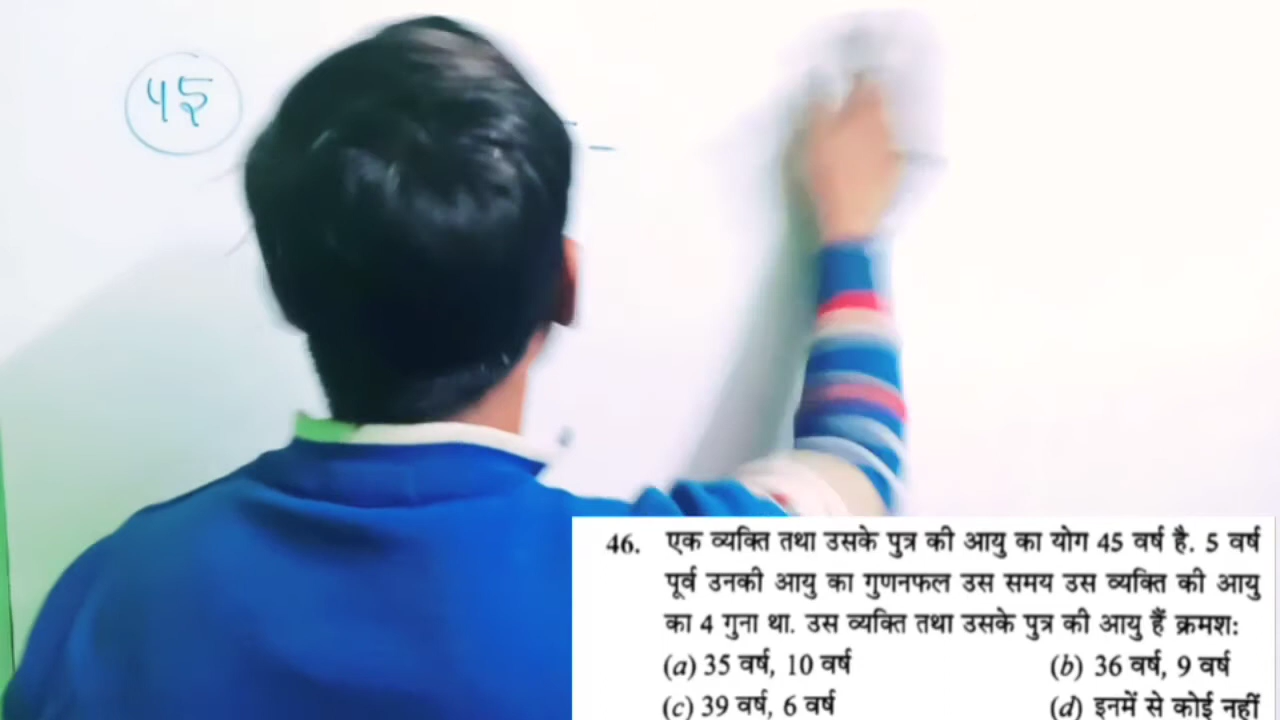 ४६
46. एक व्यक्ति तथा उसके पुत्र की आयु का योग 45 वर्ष है. 5 वर्ष
पूर्व उनकी आयु का गुणनफल उस समय उस व्यक्ति की आयु
का 4 गुना था. उस व्यक्ति तथा उसके पुत्र की आयु हैं क्रमशः:
(a) 35 वर्ष, 10 वर्ष (b) 36 वर्ष, 9 वर्ष
(c) 39 वर्ष, 6 वर्ष (d) इनमें से कोई नहीं